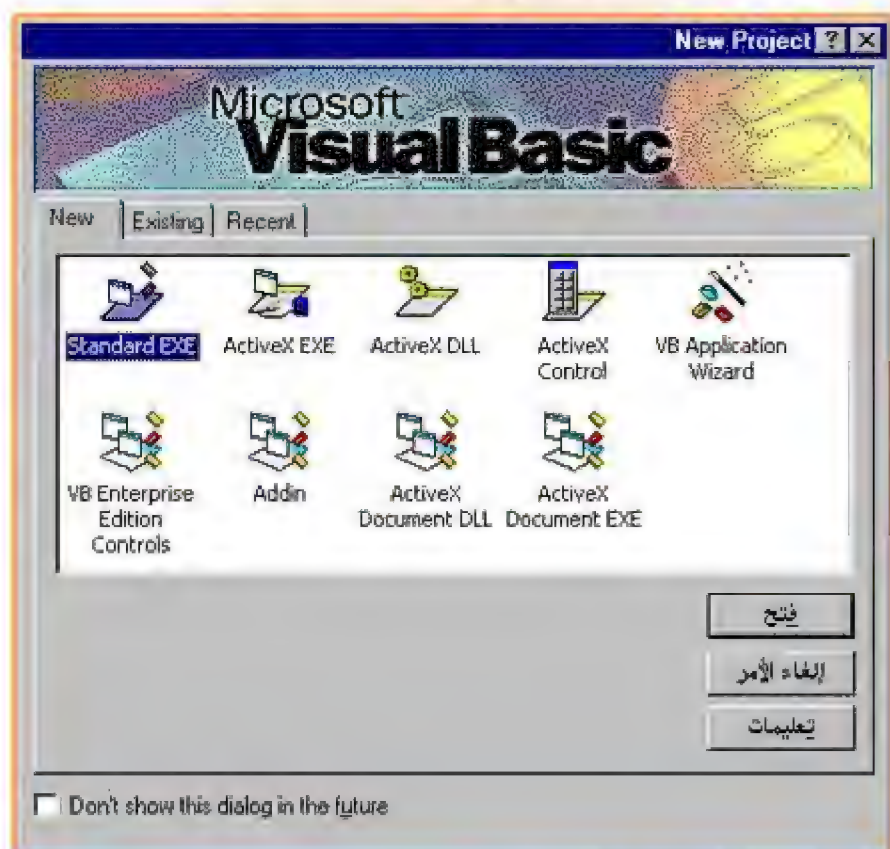 New Project
Microsoft
Visual Basic
New
Existing
Recent
Standard EXE
ActiveX EXE
ActiveX DLL
ActiveX
Control
VB Application
Wizard
VB Enterprise
Edition
Controls
Addin
ActiveX
Document DLL
ActiveX
Document EXE
فتح
إلغاء الأمر
تعليمات
Don't show this dialog in the future